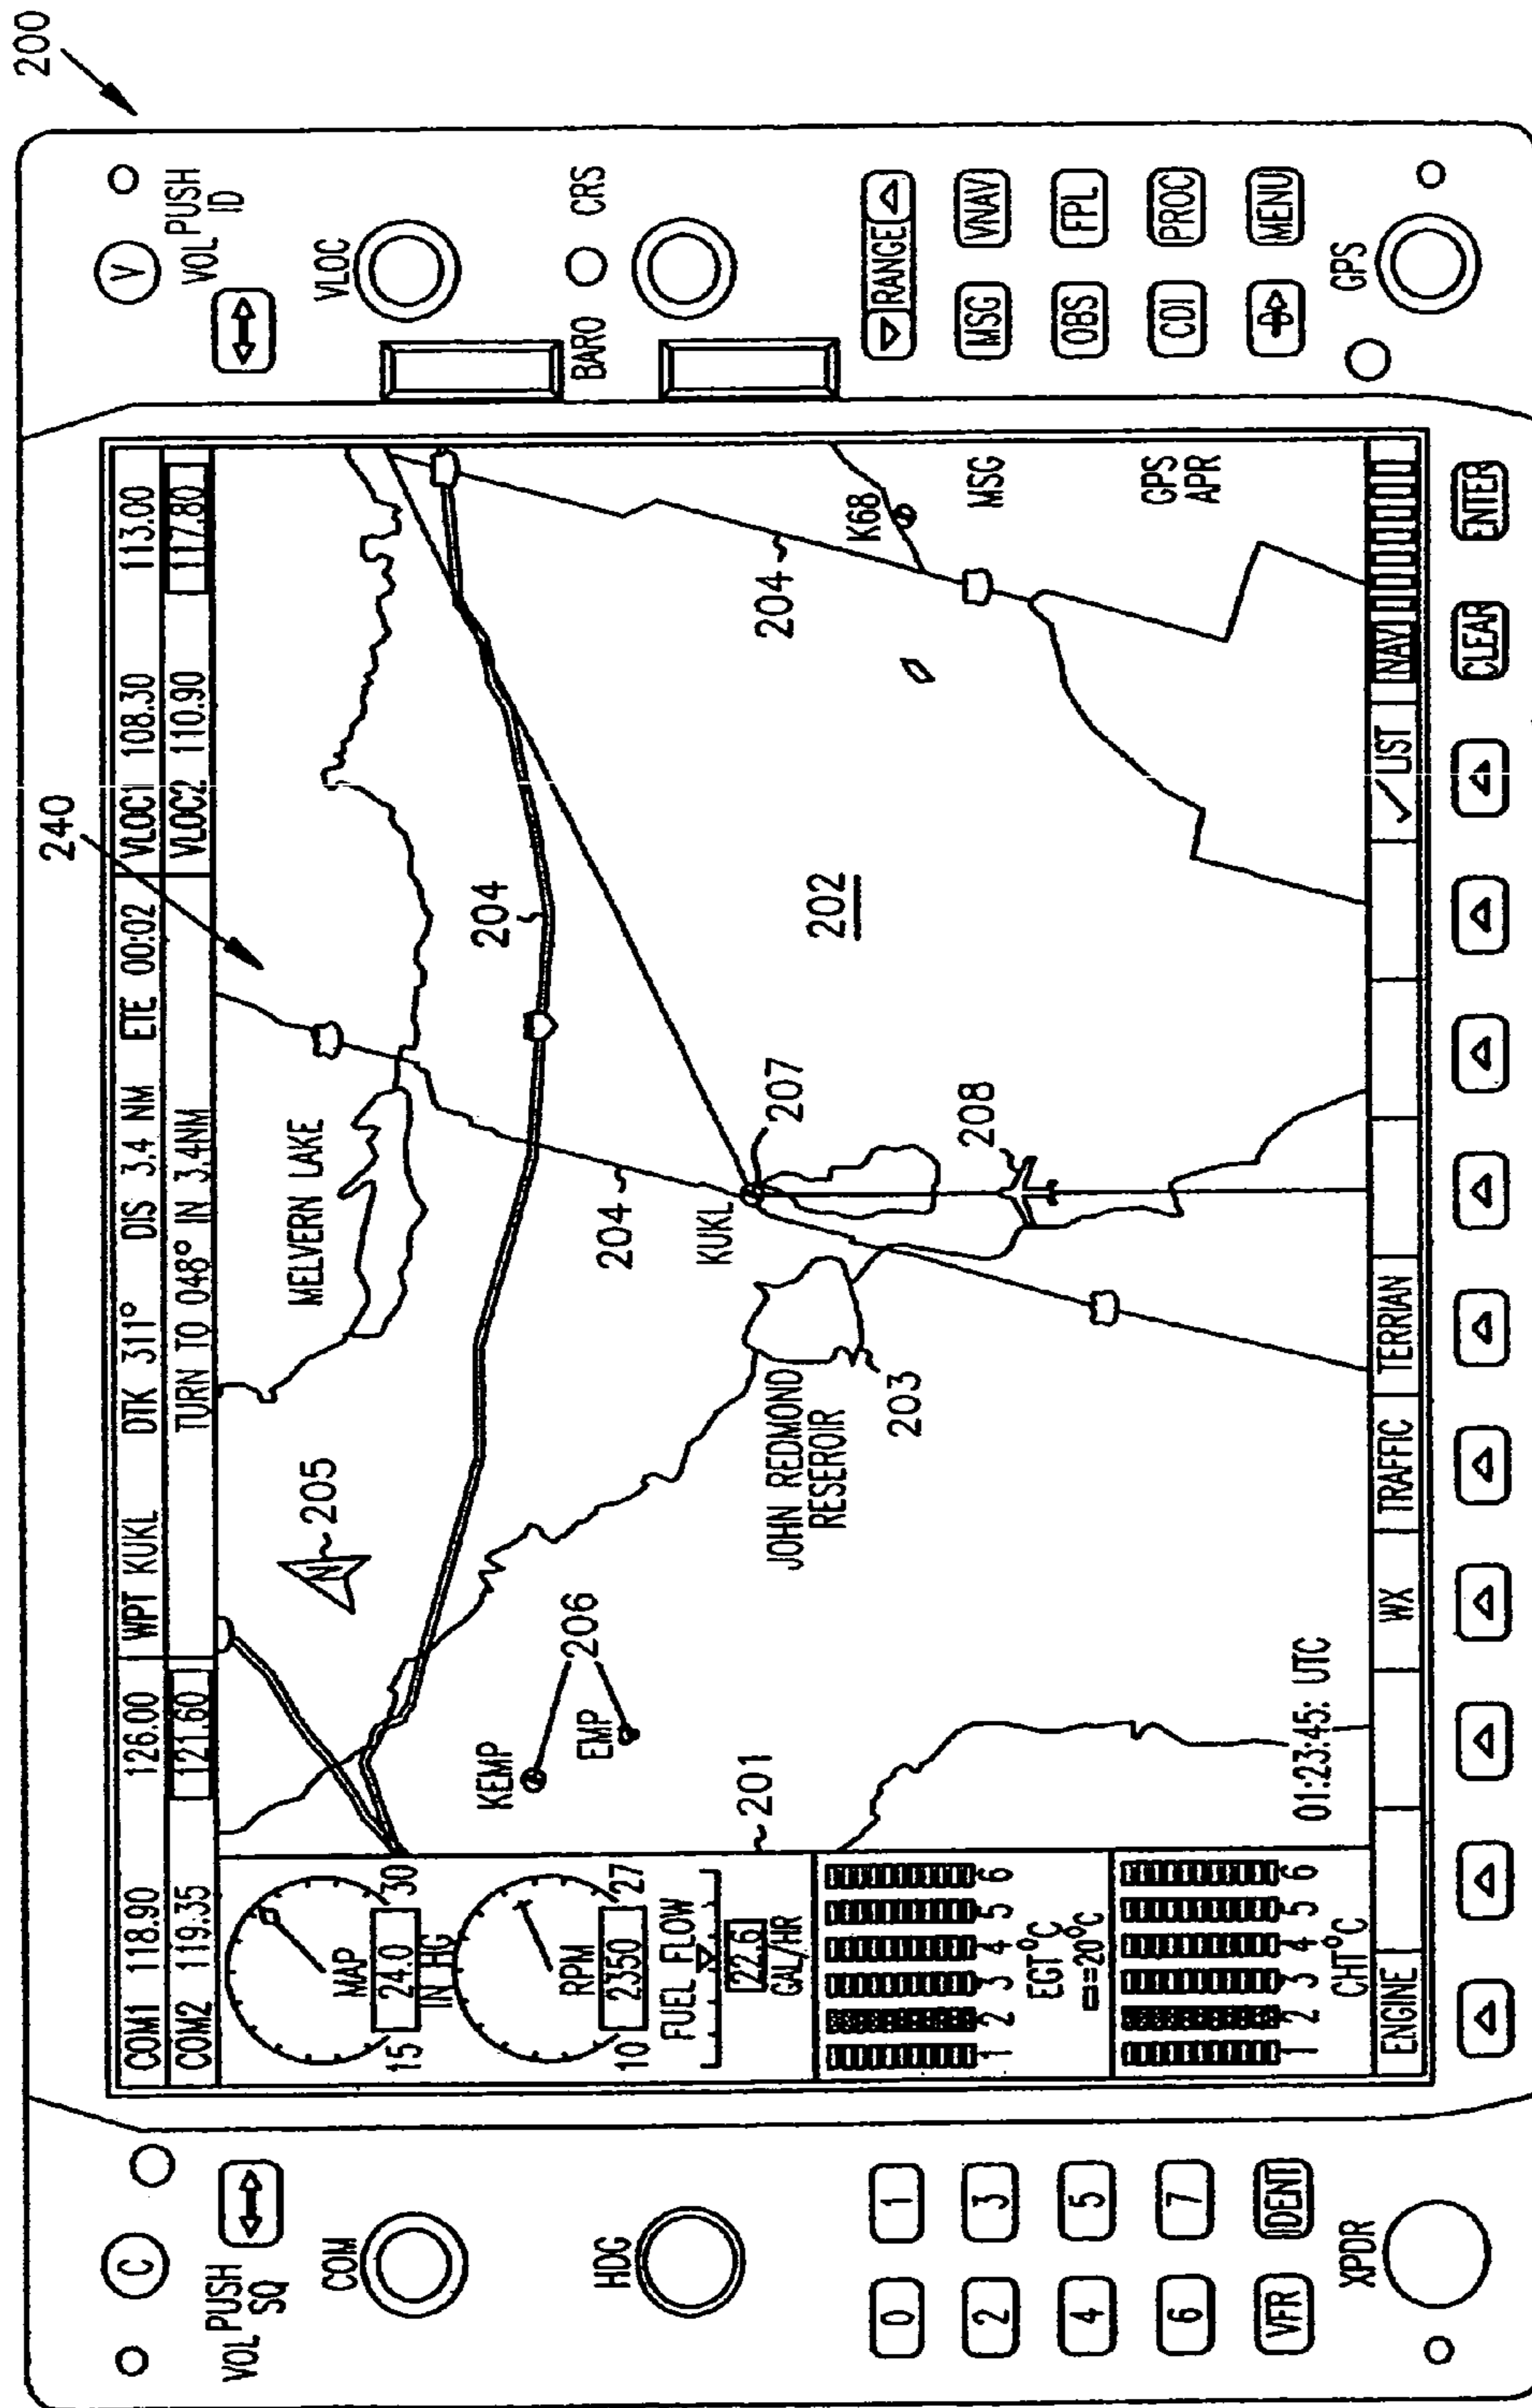 200
240
C
VOL PUSH
SQ
COM
HDG
0 1
2 3
4 5
6 7
VFR IDENT
XPDR
COM1 118.90 126.00 WPT KUKL DTK 311° DIS 3.4 NM ETE 00:02 VLOC1 108.30 113.00
COM2 119.35 121.60 TURN TO 048° IN 3.4NM VLOC2 110.90 117.80
MAP
15 24.0 30
IN HG
RPM
10 2350 27
FUEL FLOW
22.6
GAL/HR
1 2 3 4 5 6
EGT°C
=20°C
1 2 3 4 5 6
CHT°C
201
N
205
MELVERN LAKE
204
KEMP
206
EMP
204
KUKL
207
JOHN REDMOND
RESEROIR
203
202
204
K68
208
MSG
GPS
APR
01:23:45: UTC
ENGINE WX TRAFFIC TERRIAN LIST NAV
CLEAR ENTER
V
VOL PUSH
ID
VLOC
BARO CRS
RANGE
MSG VNAV
OBS FPL
CDI PROC
D MENU
GPS